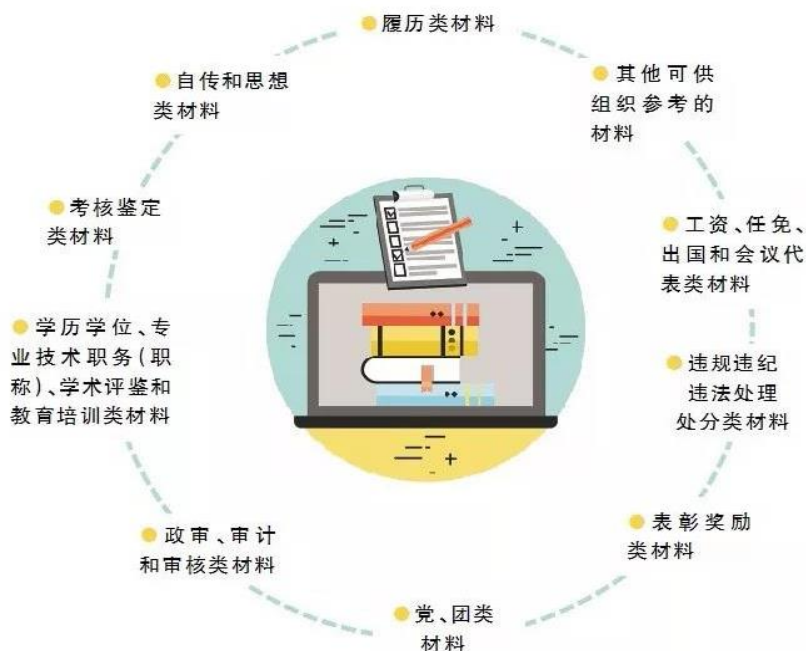 履历类材料
自传和思想
类材料
考核鉴定
类材料
学历学位、专
业技术职务(职
称)、学术评鉴和
教育培训类材料
政审、审计
和审核类材料
党、团类
材料
表彰奖励
类材料
违规违纪
违法处理
处分类材料
工资、任免、
出国和会议代
表类材料
其他可供
组织参考的
材料